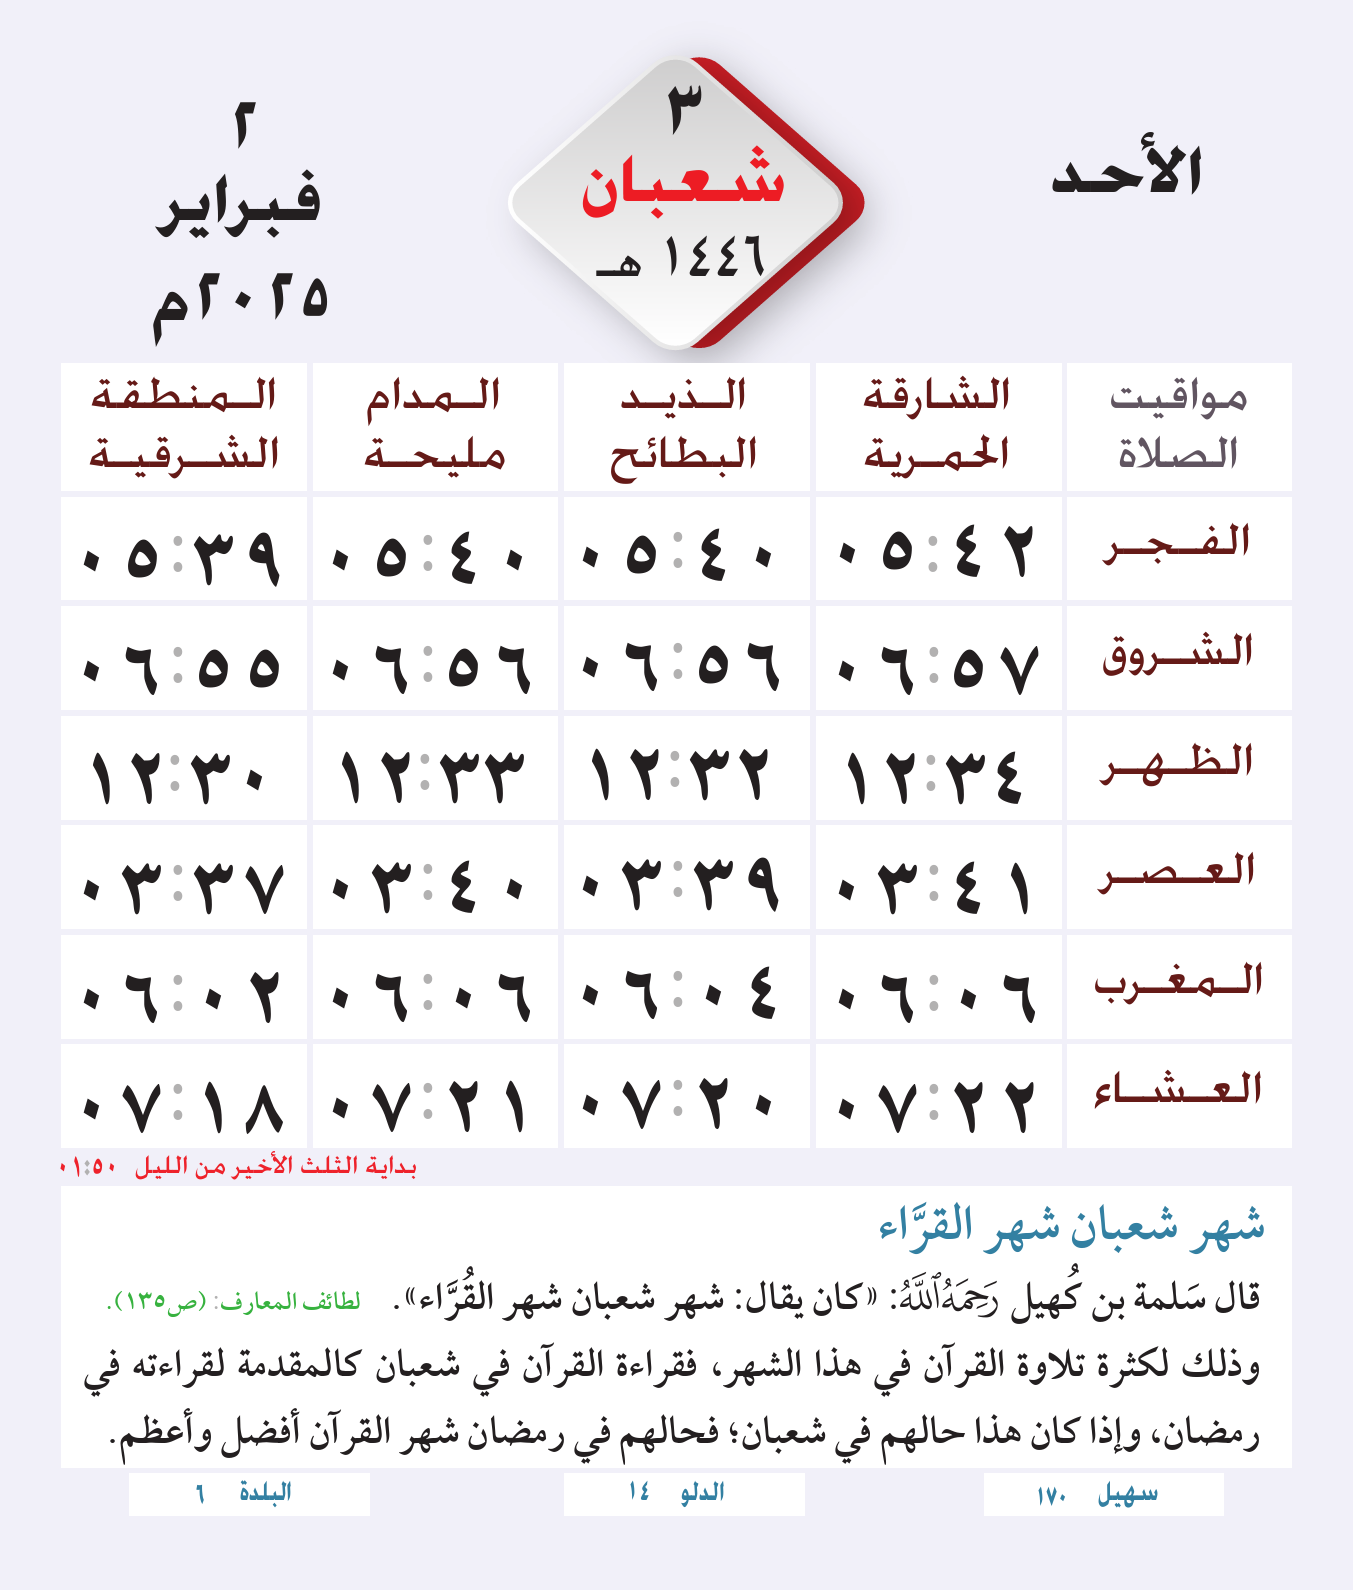 الأحد
٣
شعبان
١٤٤٦ هـ
٢
فبراير
٢٠٢٥م
مواقيت الصلاة
الشارقة الحمرية
الذيد البطائح
المدام مليحة
المنطقة الشرقية
الفجر ٠٥:٤٢ ٠٥:٤٠ ٠٥:٤٠ ٠٥:٣٩
الشروق ٠٦:٥٧ ٠٦:٥٦ ٠٦:٥٦ ٠٦:٥٥
الظهر ١٢:٣٤ ١٢:٣٢ ١٢:٣٣ ١٢:٣٠
العصر ٠٣:٤١ ٠٣:٣٩ ٠٣:٤٠ ٠٣:٣٧
المغرب ٠٦:٠٦ ٠٦:٠٤ ٠٦:٠٦ ٠٦:٠٢
العشاء ٠٧:٢٢ ٠٧:٢٠ ٠٧:٢١ ٠٧:١٨
بداية الثلث الأخير من الليل ٠١:٥٠
شهر شعبان شهر القرَّاء
قال سَلمة بن كُهيل رَحِمَهُ ٱللَّهُ: «كان يقال: شهر شعبان شهر القُرَّاء». لطائف المعارف: (ص١٣٥).
وذلك لكثرة تلاوة القرآن في هذا الشهر، فقراءة القرآن في شعبان كالمقدمة لقراءته في
رمضان، وإذا كان هذا حالهم في شعبان؛ فحالهم في رمضان شهر القرآن أفضل وأعظم.
سهيل ١٧٠
الدلو ١٤
البلدة ٦